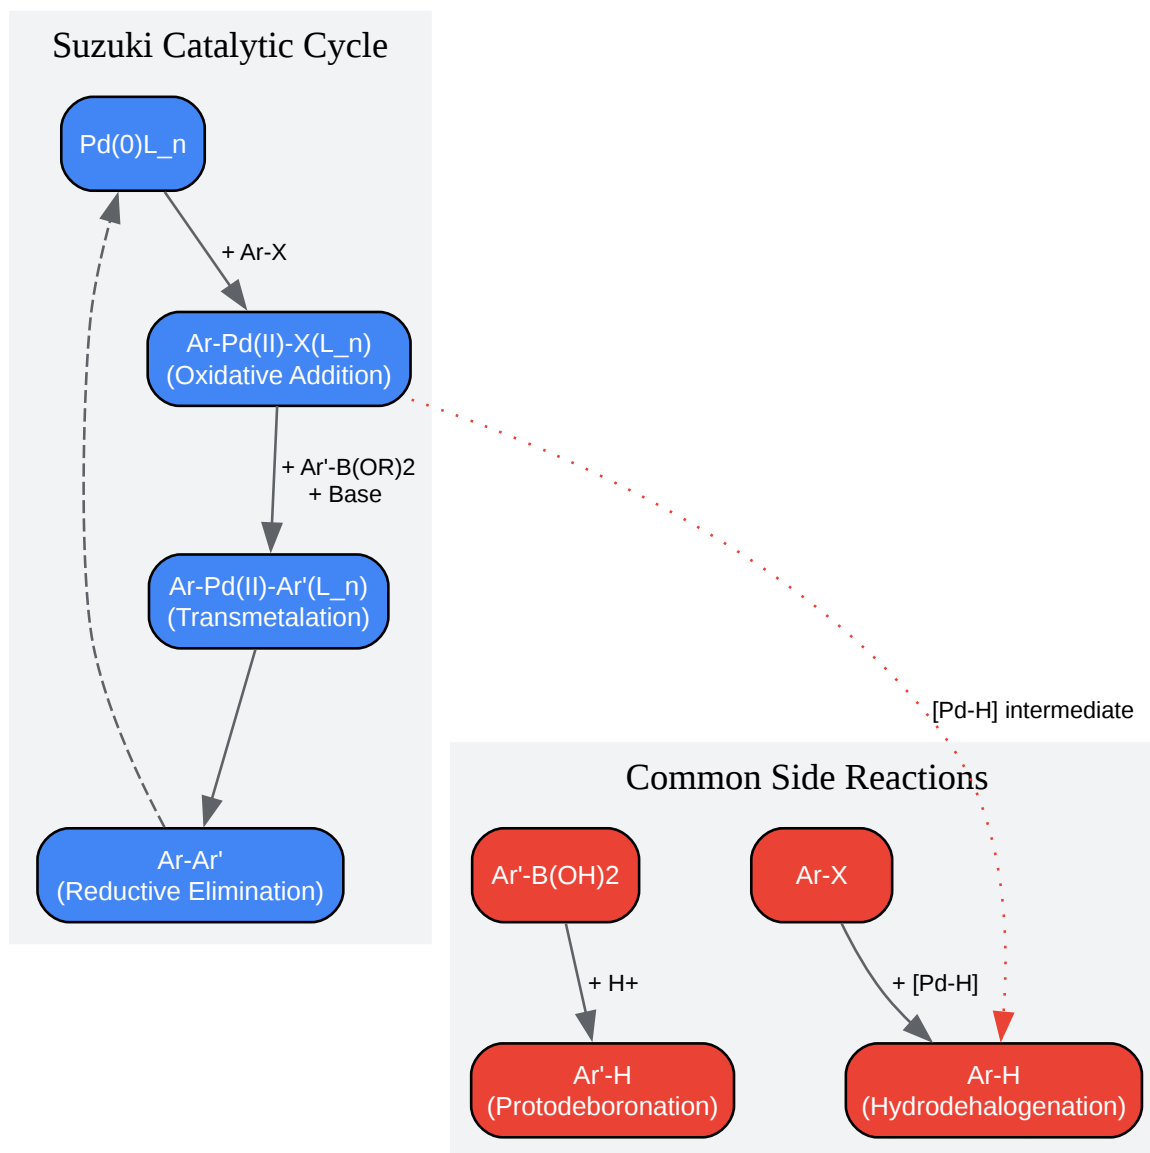 Suzuki Catalytic Cycle
Pd(0)L_n
+ Ar-X
Ar-Pd(II)-X(L_n)
(Oxidative Addition)
+ Ar'-B(OR)2
+ Base
Ar-Pd(II)-Ar'(L_n)
(Transmetalation)
Ar-Ar'
(Reductive Elimination)
[Pd-H] intermediate
Common Side Reactions
Ar'-B(OH)2
Ar-X
+ H+
+ [Pd-H]
Ar'-H
(Protodeboronation)
Ar-H
(Hydrodehalogenation)